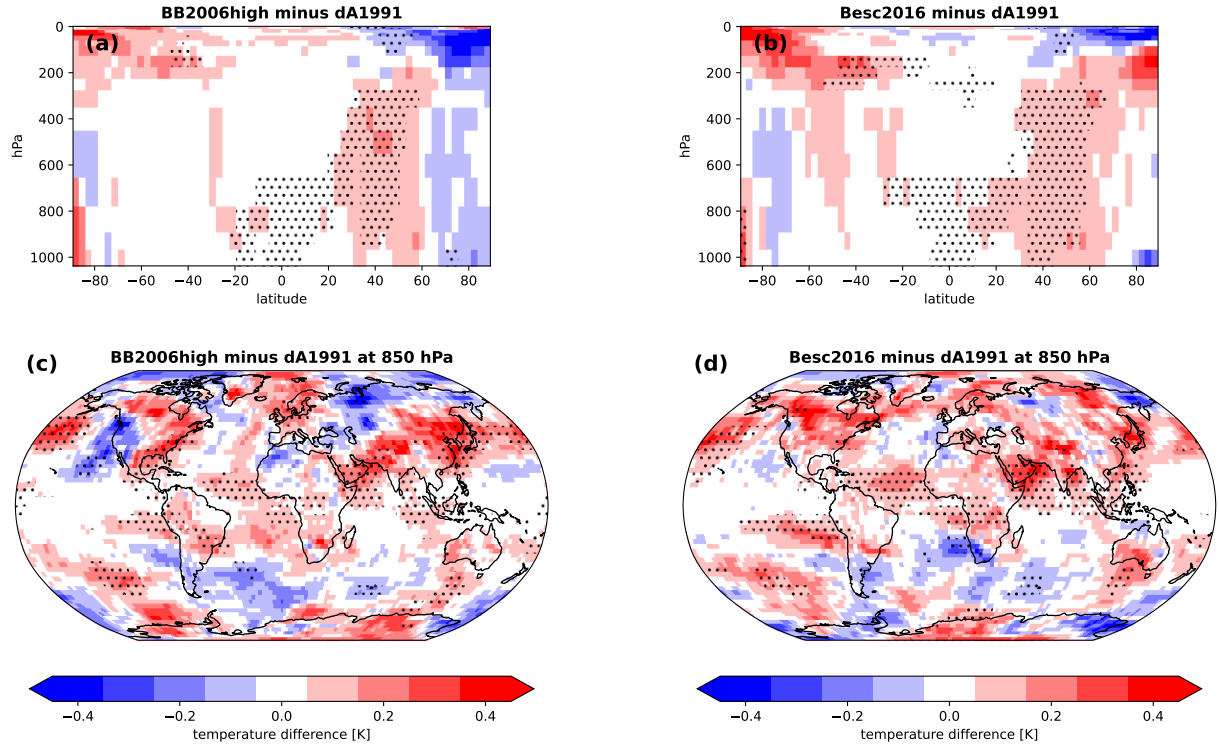 BB2006high minus dA1991
(a)
0
200
400
600
800
1000
hPa
−80 −60 −40 −20 0 20 40 60 80
latitude
Besc2016 minus dA1991
(b)
0
200
400
600
800
1000
hPa
−80 −60 −40 −20 0 20 40 60 80
latitude
(c)
BB2006high minus dA1991 at 850 hPa
(d)
Besc2016 minus dA1991 at 850 hPa
−0.4 −0.2 0.0 0.2 0.4
temperature difference [K]
−0.4 −0.2 0.0 0.2 0.4
temperature difference [K]